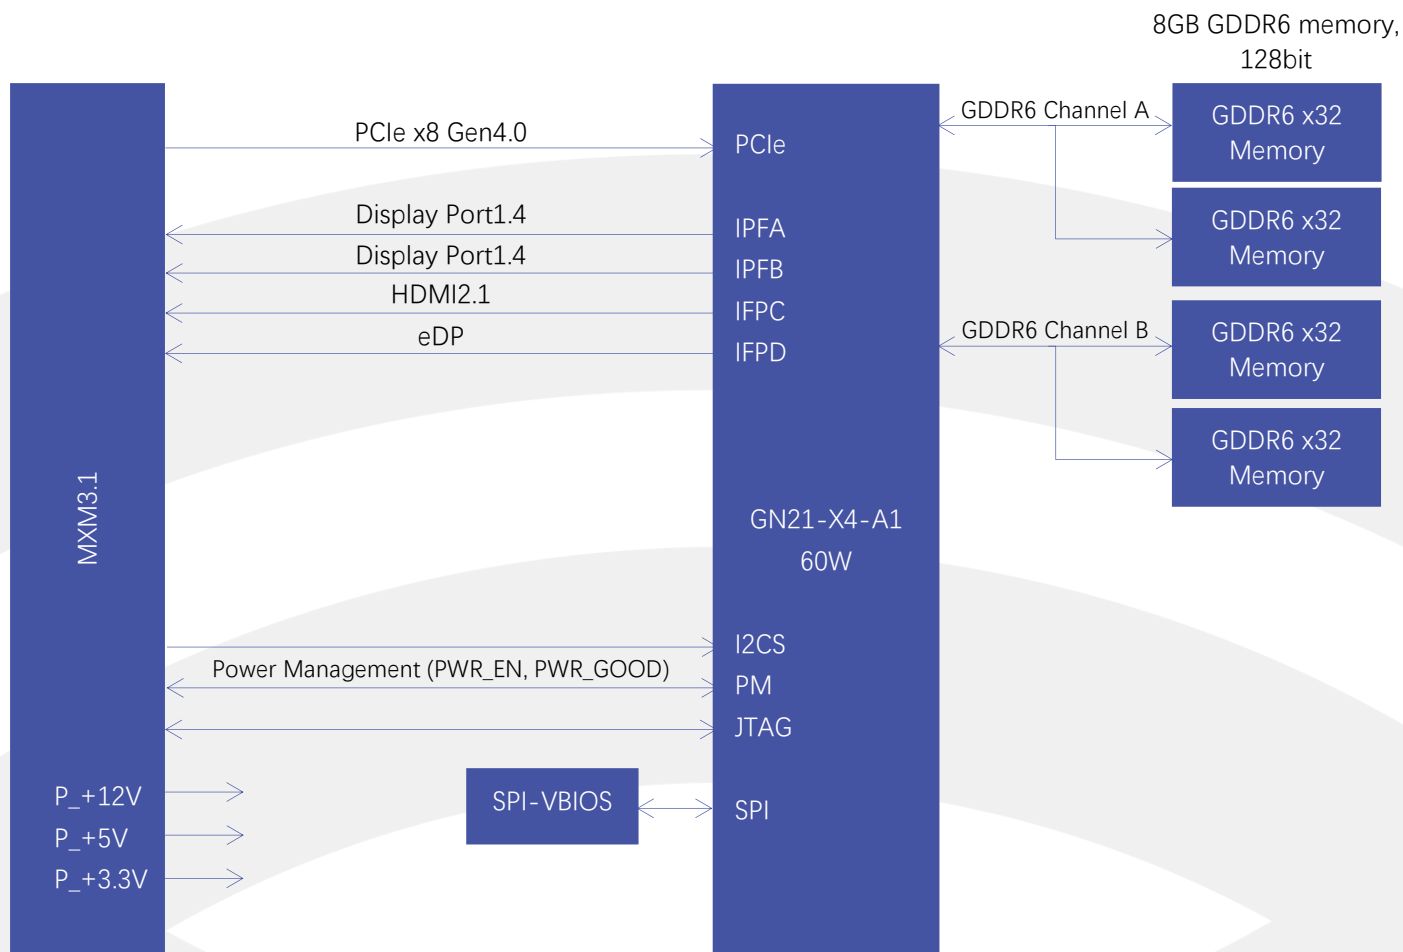 8GB GDDR6 memory,
128bit
MXM3.1
PCIe x8 Gen4.0
Display Port1.4
Display Port1.4
HDMI2.1
eDP
PCIe
IPFA
IPFB
IFPC
IFPD
GN21-X4-A1
60W
GDDR6 Channel A
GDDR6 x32
Memory
GDDR6 x32
Memory
GDDR6 Channel B
GDDR6 x32
Memory
GDDR6 x32
Memory
I2CS
Power Management (PWR_EN, PWR_GOOD)
PM
JTAG
P_+12V
P_+5V
P_+3.3V
SPI-VBIOS
SPI